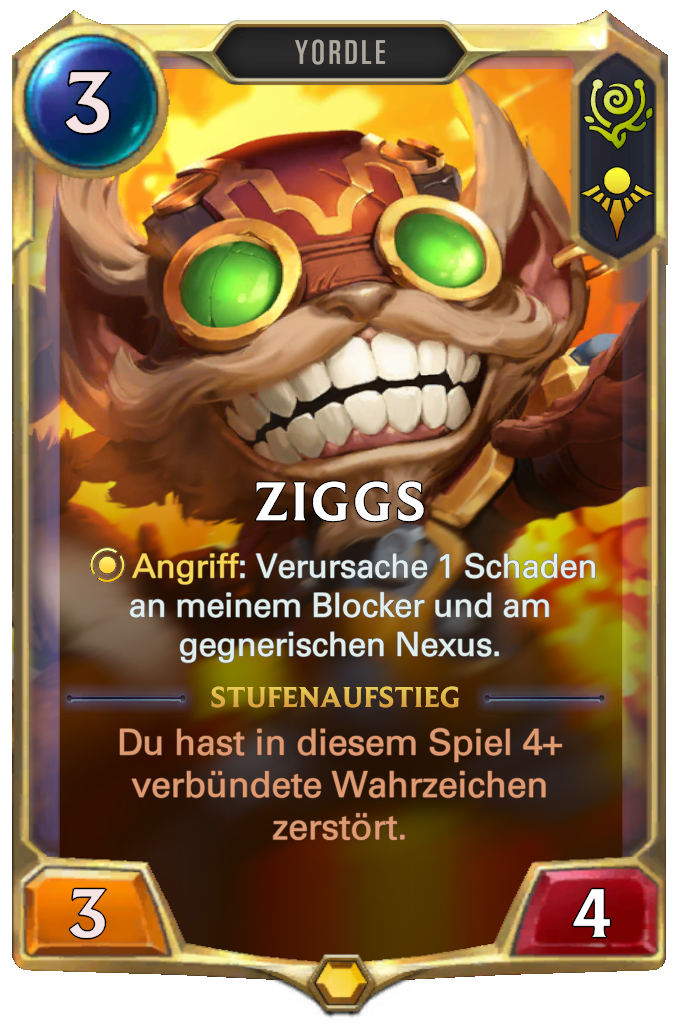 3
YORDLE
ZIGGS
Angriff: Verursache 1 Schaden
an meinem Blocker und am
gegnerischen Nexus.
STUFENAUFSTIEG
Du hast in diesem Spiel 4+
verbündete Wahrzeichen
zerstört.
3
4